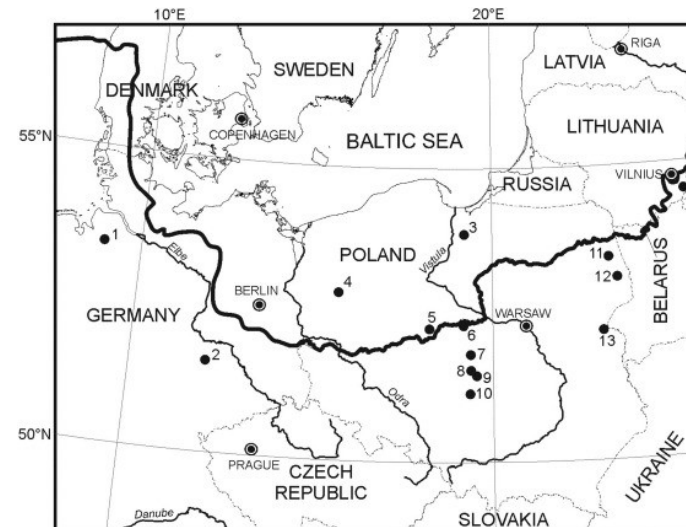 10°E
20°E
RIGA
SWEDEN
LATVIA
DENMARK
COPENHAGEN
LITHUANIA
55°N
BALTIC SEA
VILNIUS
RUSSIA
1
3
11
Elbe
POLAND
Vistula
12
BELARUS
4
BERLIN
GERMANY
WARSAW
5
6
13
2
7
8
9
Odra
10
50°N
PRAGUE
CZECH
REPUBLIC
UKRAINE
Danube
SLOVAKIA